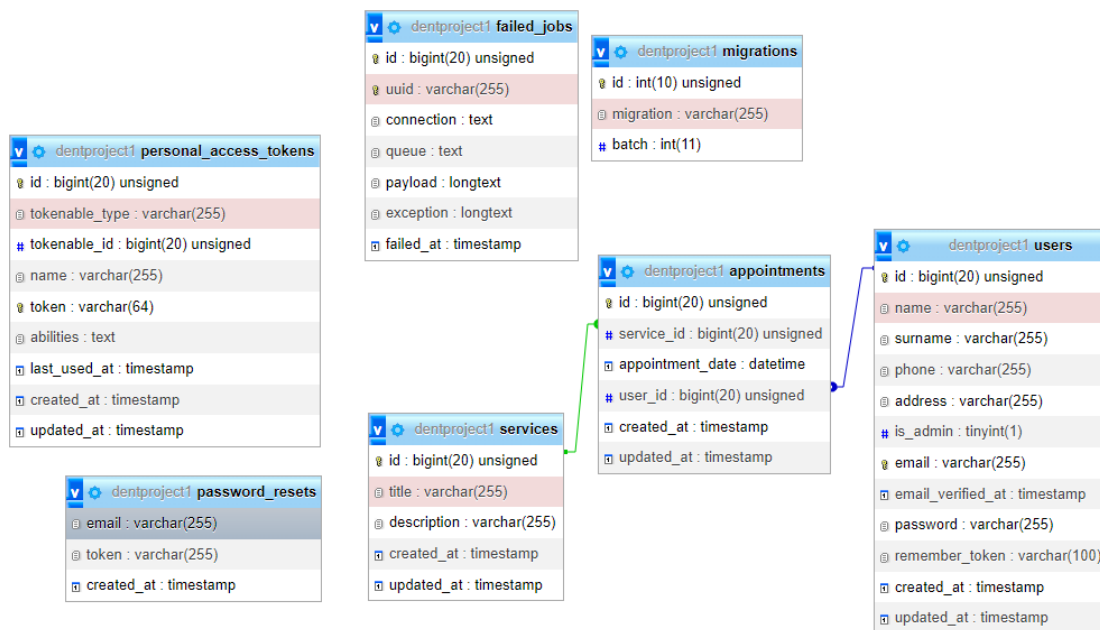 dentproject1 failed_jobs
id : bigint(20) unsigned
uuid : varchar(255)
connection : text
queue : text
payload : longtext
exception : longtext
failed_at : timestamp
dentproject1 migrations
id : int(10) unsigned
migration : varchar(255)
batch : int(11)
dentproject1 personal_access_tokens
id : bigint(20) unsigned
tokenable_type : varchar(255)
tokenable_id : bigint(20) unsigned
name : varchar(255)
token : varchar(64)
abilities : text
last_used_at : timestamp
created_at : timestamp
updated_at : timestamp
dentproject1 appointments
id : bigint(20) unsigned
service_id : bigint(20) unsigned
appointment_date : datetime
user_id : bigint(20) unsigned
created_at : timestamp
updated_at : timestamp
dentproject1 users
id : bigint(20) unsigned
name : varchar(255)
surname : varchar(255)
phone : varchar(255)
address : varchar(255)
is_admin : tinyint(1)
email : varchar(255)
email_verified_at : timestamp
password : varchar(255)
remember_token : varchar(100)
created_at : timestamp
updated_at : timestamp
dentproject1 services
id : bigint(20) unsigned
title : varchar(255)
description : varchar(255)
created_at : timestamp
updated_at : timestamp
dentproject1 password_resets
email : varchar(255)
token : varchar(255)
created_at : timestamp